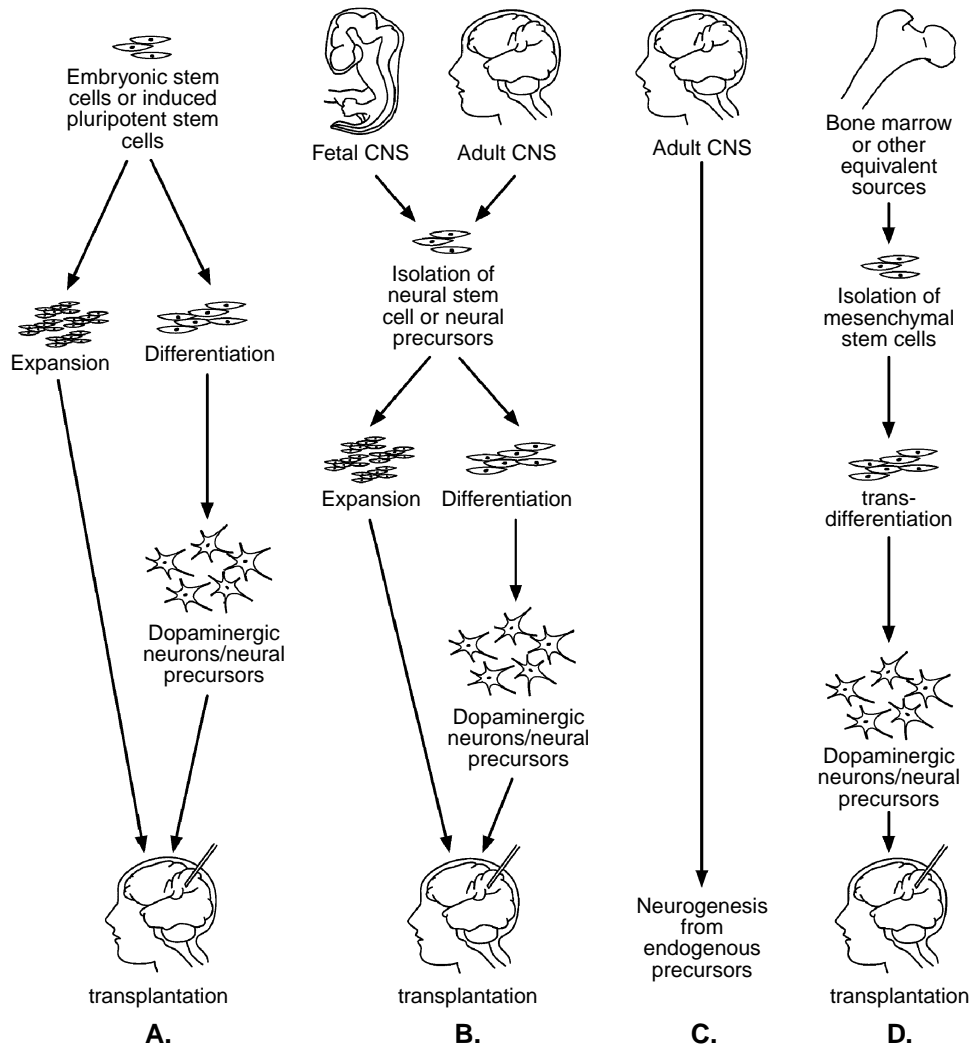 Embryonic stem
cells or induced
pluripotent stem
cells
Expansion
Differentiation
Dopaminergic
neurons/neural
precursors
transplantation
A.
Fetal CNS
Adult CNS
Isolation of
neural stem
cell or neural
precursors
Expansion
Differentiation
Dopaminergic
neurons/neural
precursors
transplantation
B.
Adult CNS
Neurogenesis
from
endogenous
precursors
C.
Bone marrow
or other
equivalent
sources
Isolation of
mesenchymal
stem cells
trans-
differentiation
Dopaminergic
neurons/neural
precursors
transplantation
D.